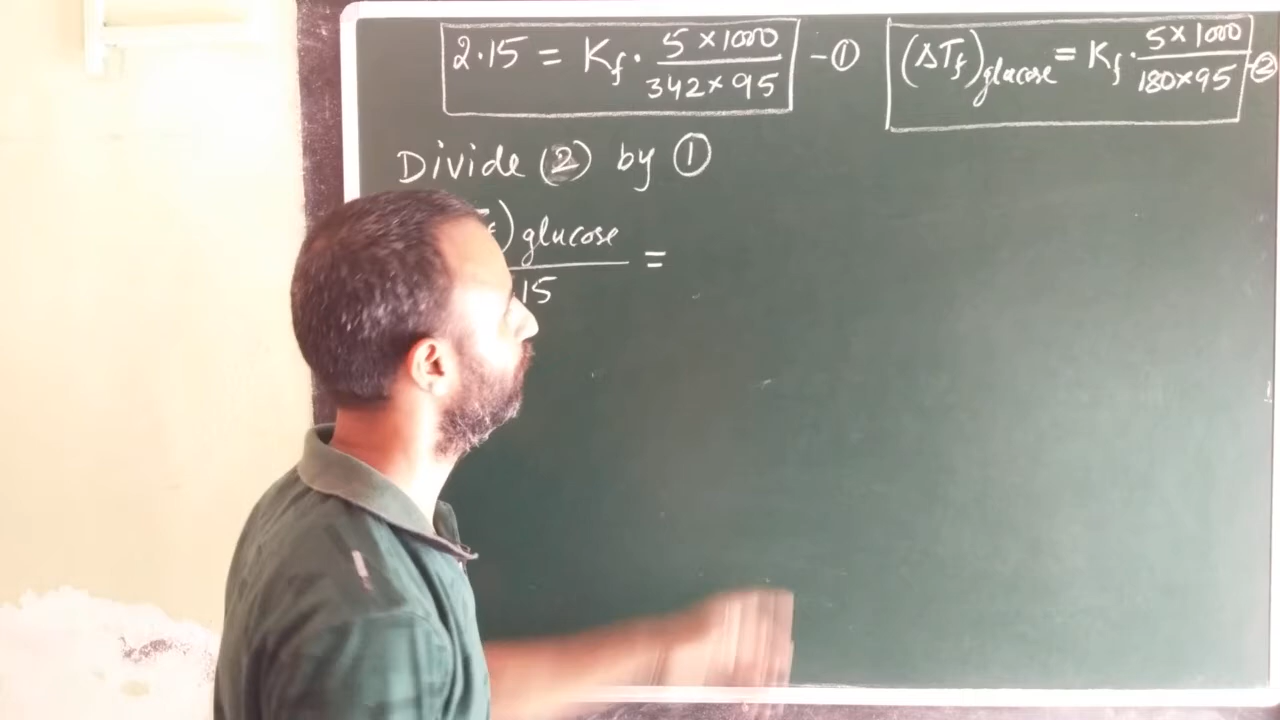 2.15 = Kf · 5 × 1000 / 342 × 95 - ①
(ΔTf)glucose = Kf · 5 × 1000 / 180 × 95 - ②
Divide (2) by ①
f) glucose / .15 =